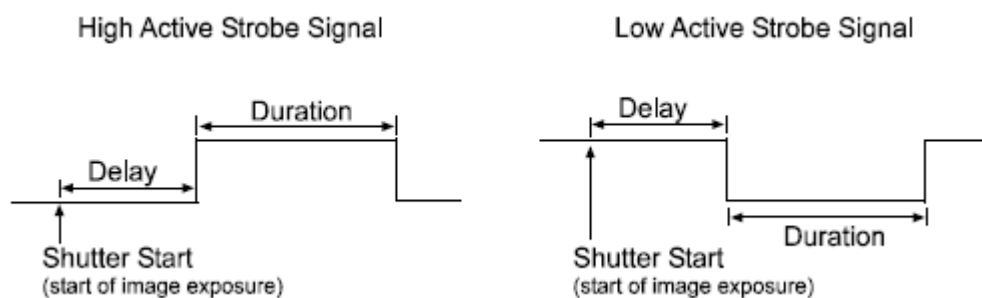 High Active Strobe Signal
Duration
Delay
Shutter Start
(start of image exposure)
Low Active Strobe Signal
Delay
Duration
Shutter Start
(start of image exposure)